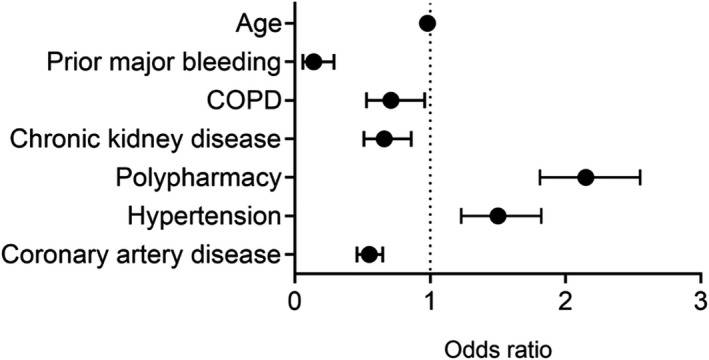 Age
Prior major bleeding
COPD
Chronic kidney disease
Polypharmacy
Hypertension
Coronary artery disease
0 1 2 3
Odds ratio